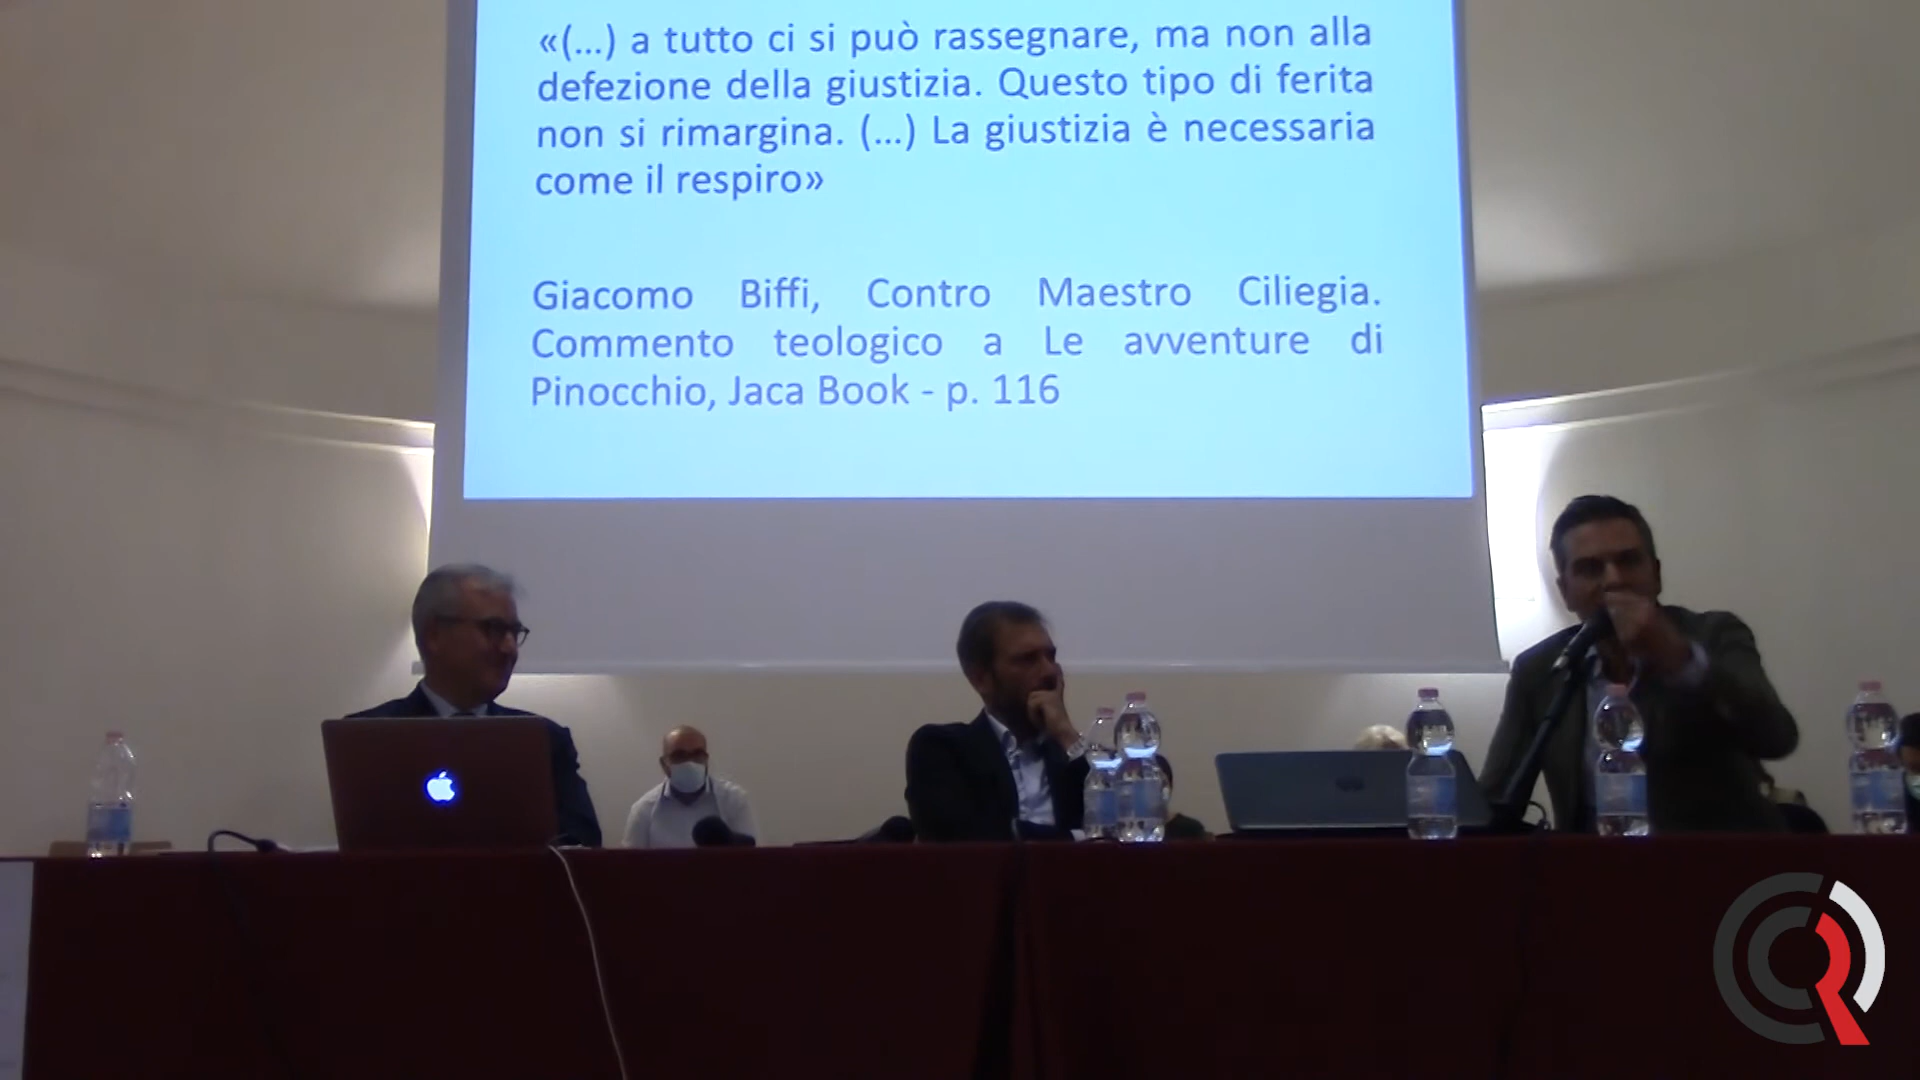 «(...) a tutto ci si può rassegnare, ma non alla
defezione della giustizia. Questo tipo di ferita
non si rimargina. (...) La giustizia è necessaria
come il respiro»
Giacomo Biffi, Contro Maestro Ciliegia.
Commento teologico a Le avventure di
Pinocchio, Jaca Book - p. 116